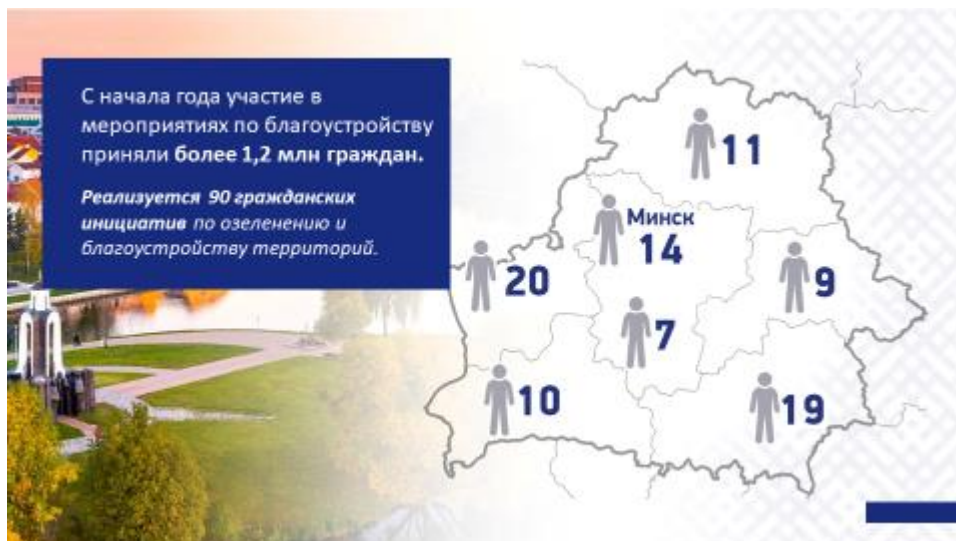 С начала года участие в
мероприятиях по благоустройству
приняли более 1,2 млн граждан.
Реализуется 90 гражданских
инициатив по озеленению и
благоустройству территорий.
11
Минск
14
20
9
7
10
19